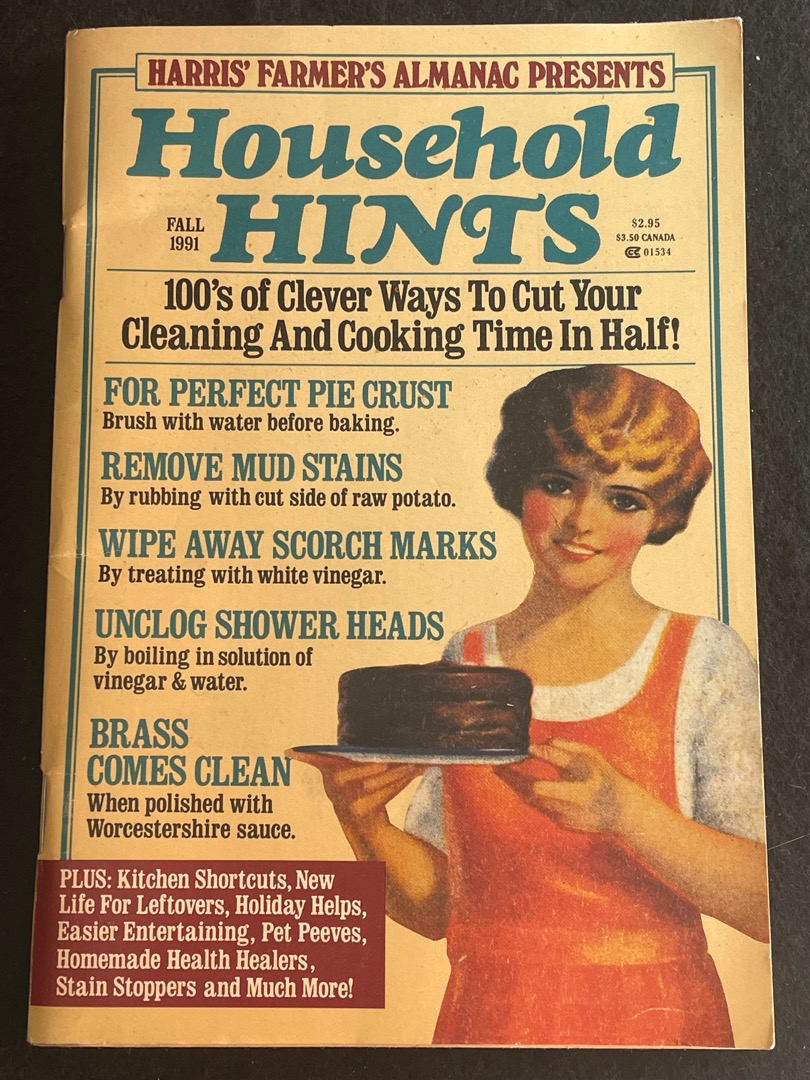 HARRIS' FARMER'S ALMANAC PRESENTS
Household
HINTS
FALL
1991
$2.95
$3.50 CANADA
CC 01534
100's of Clever Ways To Cut Your
Cleaning And Cooking Time In Half!
FOR PERFECT PIE CRUST
Brush with water before baking.
REMOVE MUD STAINS
By rubbing with cut side of raw potato.
WIPE AWAY SCORCH MARKS
By treating with white vinegar.
UNCLOG SHOWER HEADS
By boiling in solution of
vinegar & water.
BRASS
COMES CLEAN
When polished with
Worcestershire sauce.
PLUS: Kitchen Shortcuts, New
Life For Leftovers, Holiday Helps,
Easier Entertaining, Pet Peeves,
Homemade Health Healers,
Stain Stoppers and Much More!